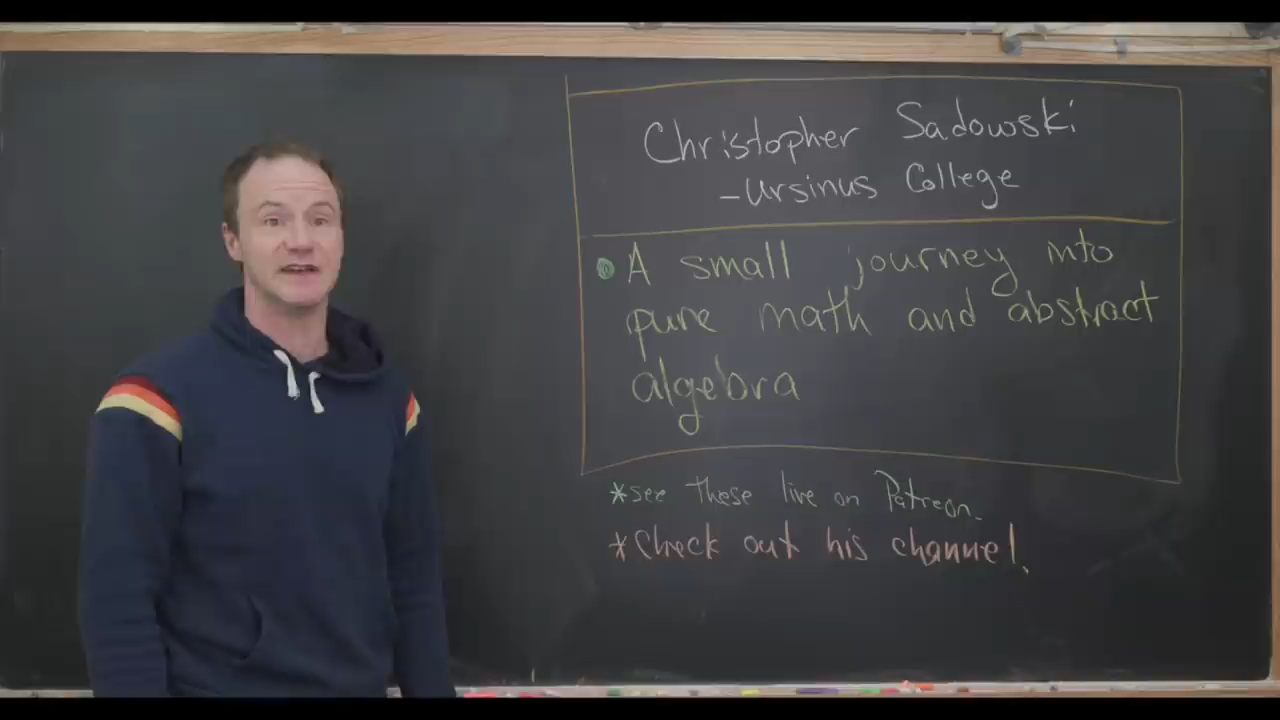 Christopher Sadowski
-Ursinus College
A small journey into
pure math and abstract
algebra
*see these live on Patreon.
*Check out his channel.